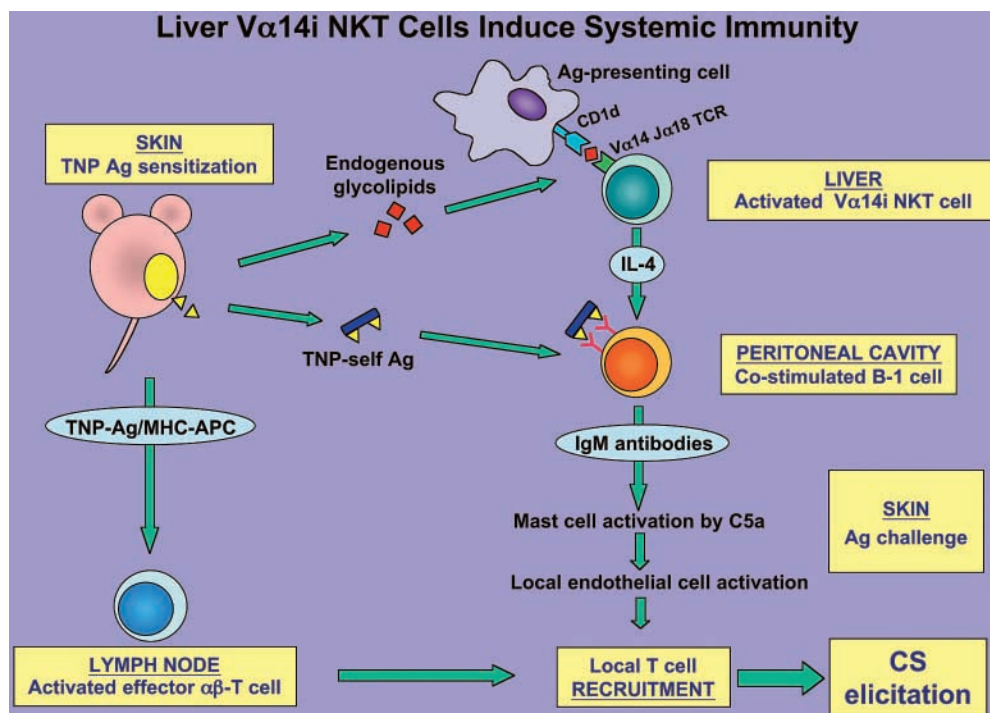 Liver Vα14i NKT Cells Induce Systemic Immunity
Ag-presenting cell
CD1d
Vα14 Jα18 TCR
SKIN
TNP Ag sensitization
Endogenous
glycolipids
LIVER
Activated Vα14i NKT cell
IL-4
TNP-self Ag
PERITONEAL CAVITY
Co-stimulated B-1 cell
TNP-Ag/MHC-APC
IgM antibodies
Mast cell activation by C5a
SKIN
Ag challenge
Local endothelial cell activation
LYMPH NODE
Activated effector αβ-T cell
Local T cell
RECRUITMENT
CS
elicitation